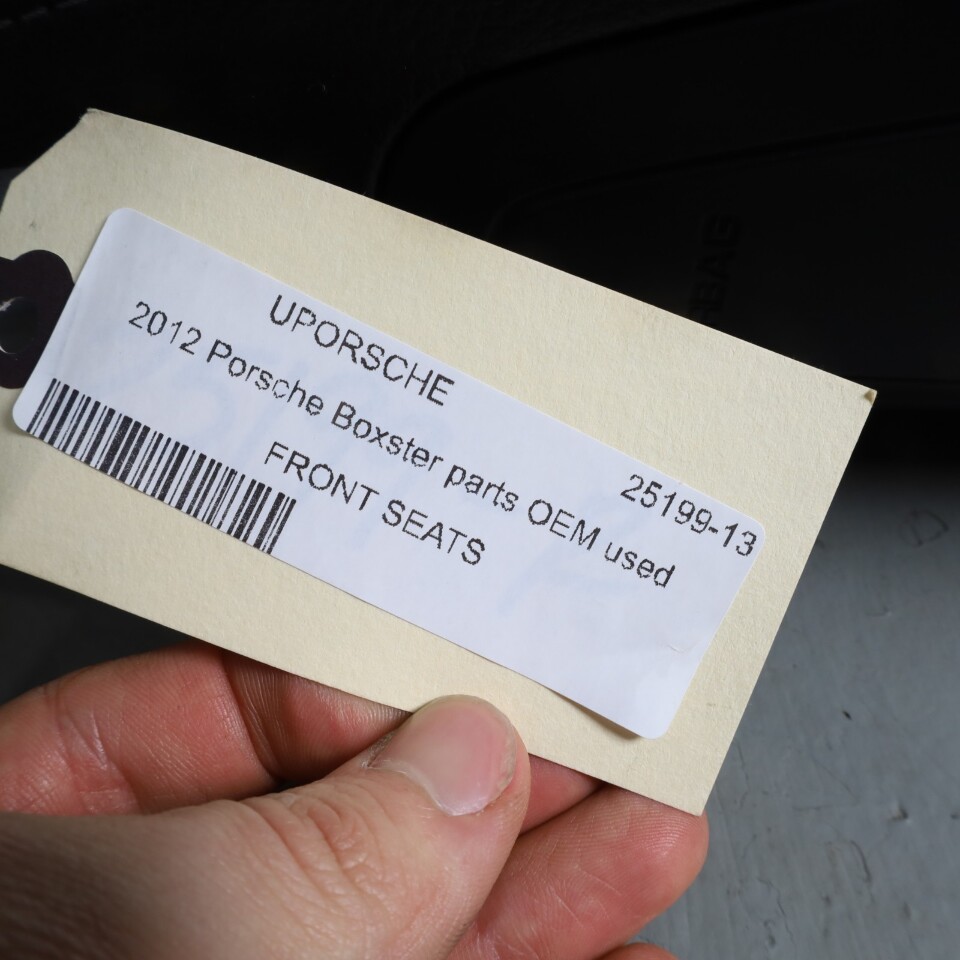 UPORSCHE
2012 Porsche Boxster parts OEM used
FRONT SEATS
25199-13